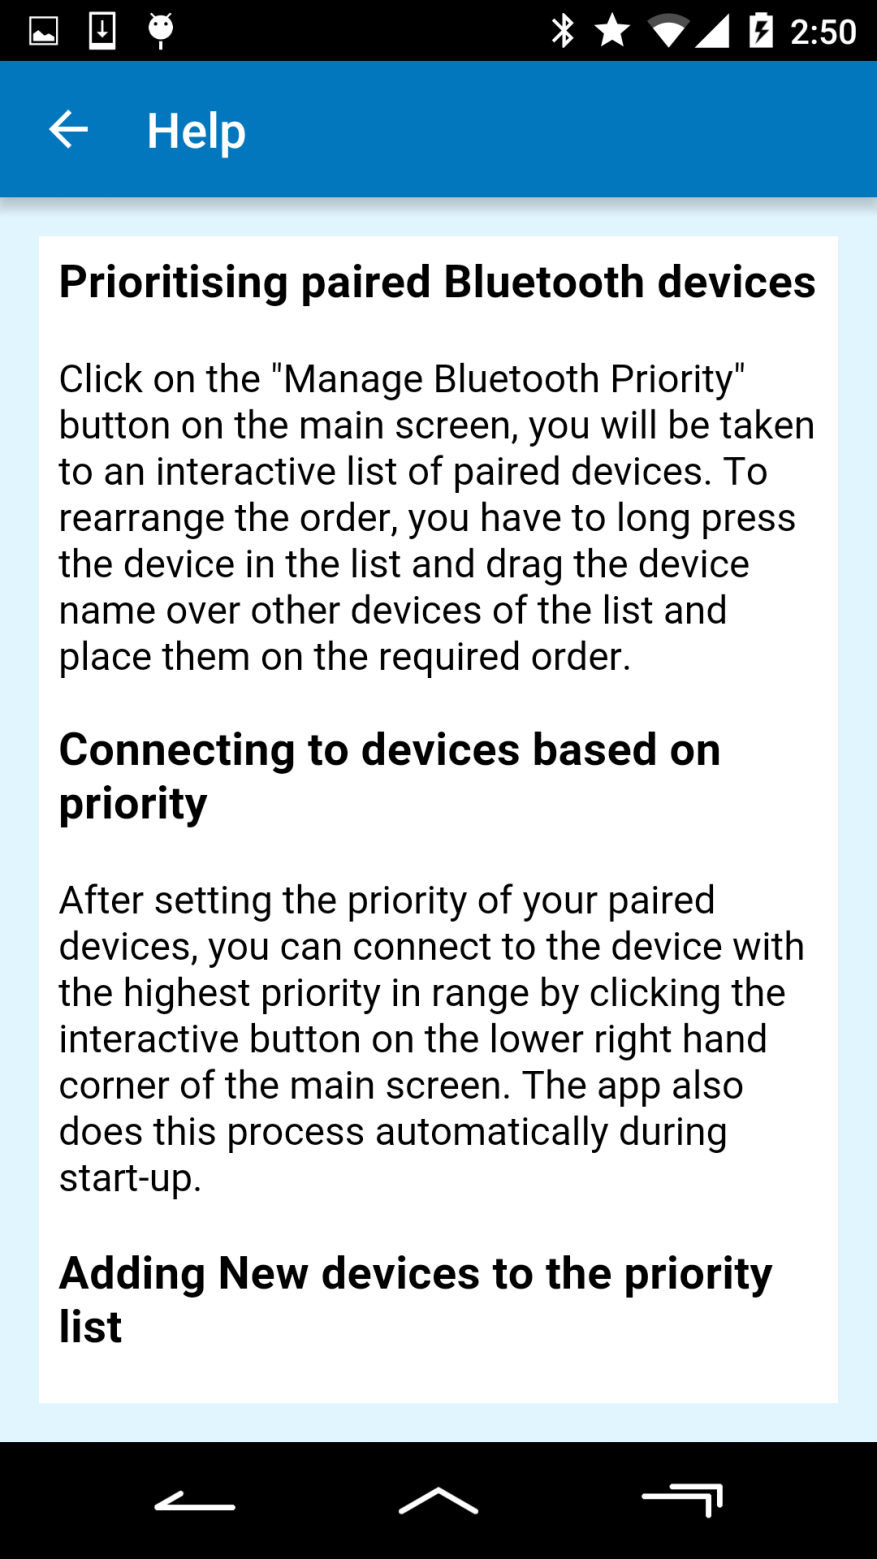 2:50
Help
Prioritising paired Bluetooth devices
Click on the "Manage Bluetooth Priority"
button on the main screen, you will be taken
to an interactive list of paired devices. To
rearrange the order, you have to long press
the device in the list and drag the device
name over other devices of the list and
place them on the required order.
Connecting to devices based on
priority
After setting the priority of your paired
devices, you can connect to the device with
the highest priority in range by clicking the
interactive button on the lower right hand
corner of the main screen. The app also
does this process automatically during
start-up.
Adding New devices to the priority
list